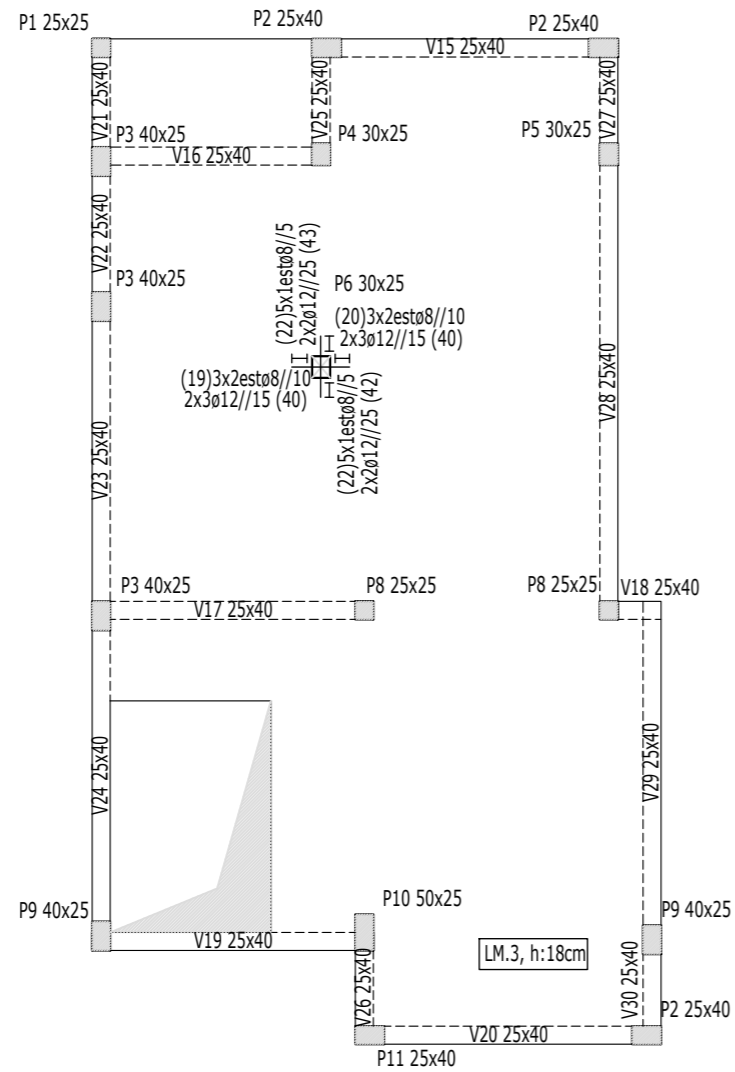 P1 25x25
P2 25x40
P2 25x40
V15 25x40
V21 25x40
V25 25x40
V27 25x40
P3 40x25
P4 30x25
P5 30x25
V16 25x40
V22 25x40
P3 40x25
(22)5x1estø8//5
2x2ø12//25 (43)
P6 30x25
(20)3x2estø8//10
2x3ø12//15 (40)
(19)3x2estø8//10
2x3ø12//15 (40)
(22)5x1estø8//5
2x2ø12//25 (42)
V28 25x40
V23 25x40
P3 40x25
P8 25x25
P8 25x25
V18 25x40
V17 25x40
V24 25x40
V29 25x40
P9 40x25
P10 50x25
P9 40x25
V19 25x40
LM.3, h:18cm
V26 25x40
V30 25x40
P2 25x40
V20 25x40
P11 25x40